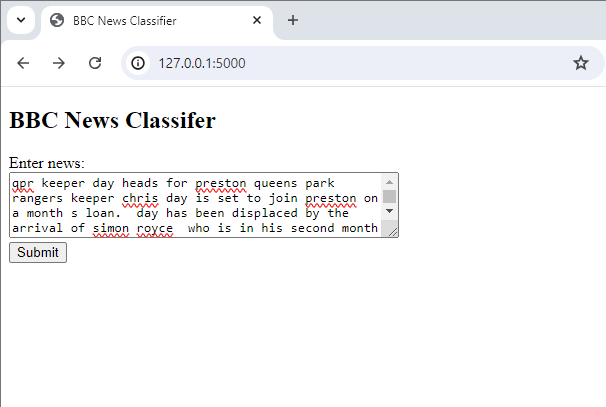 BBC News Classifier
127.0.0.1:5000
BBC News Classifer
Enter news:
qpr keeper day heads for preston queens park
rangers keeper chris day is set to join preston on
a month s loan.  day has been displaced by the
arrival of simon royce  who is in his second month
Submit